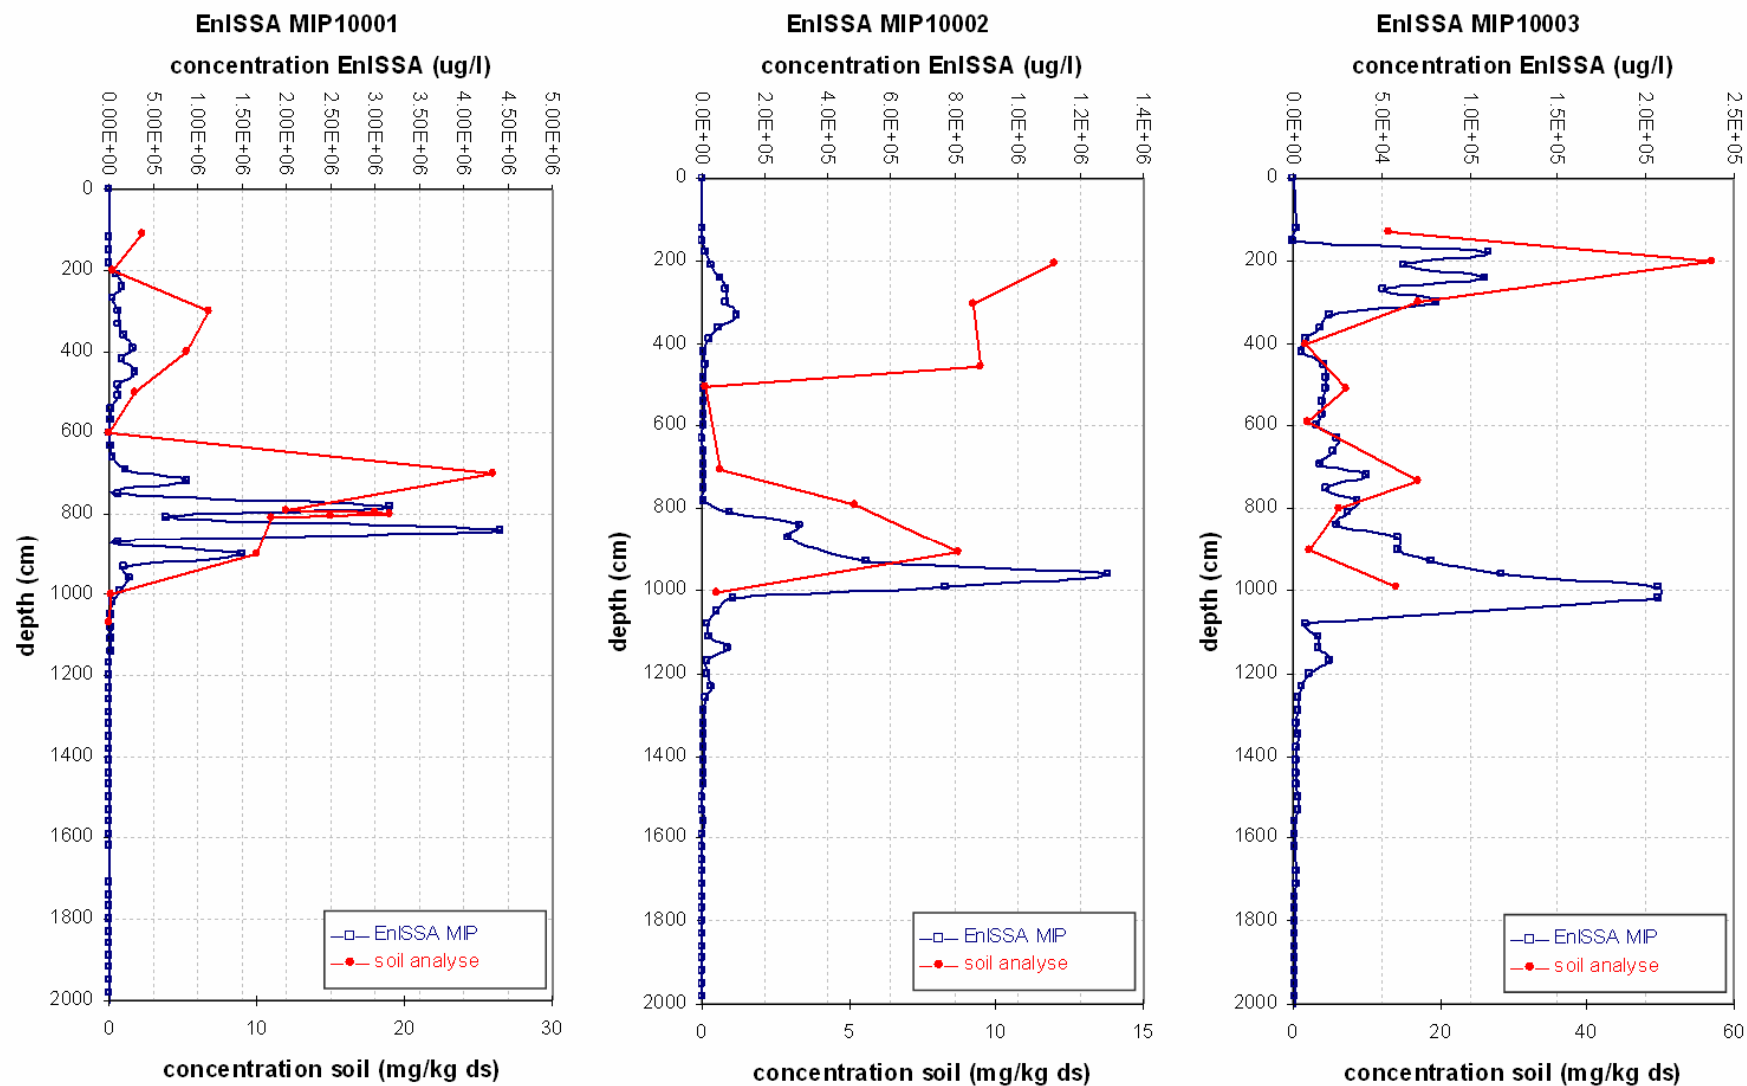 EnISSA MIP10001
concentration EnISSA (ug/l)
0.00E+00
5.00E+05
1.00E+06
1.50E+06
2.00E+06
2.50E+06
3.00E+06
3.50E+06
4.00E+06
4.50E+06
5.00E+06
depth (cm)
0
200
400
600
800
1000
1200
1400
1600
1800
2000
EnISSA MIP
soil analyse
0 10 20 30
concentration soil (mg/kg ds)
EnISSA MIP10002
concentration EnISSA (ug/l)
0.0E+00
2.0E+05
4.0E+05
6.0E+05
8.0E+05
1.0E+06
1.2E+06
1.4E+06
depth (cm)
0
200
400
600
800
1000
1200
1400
1600
1800
2000
EnISSA MIP
soil analyse
0 5 10 15
concentration soil (mg/kg ds)
EnISSA MIP10003
concentration EnISSA (ug/l)
0.0E+00
5.0E+04
1.0E+05
1.5E+05
2.0E+05
2.5E+05
depth (cm)
0
200
400
600
800
1000
1200
1400
1600
1800
2000
EnISSA MIP
soil analyse
0 20 40 60
concentration soil (mg/kg ds)